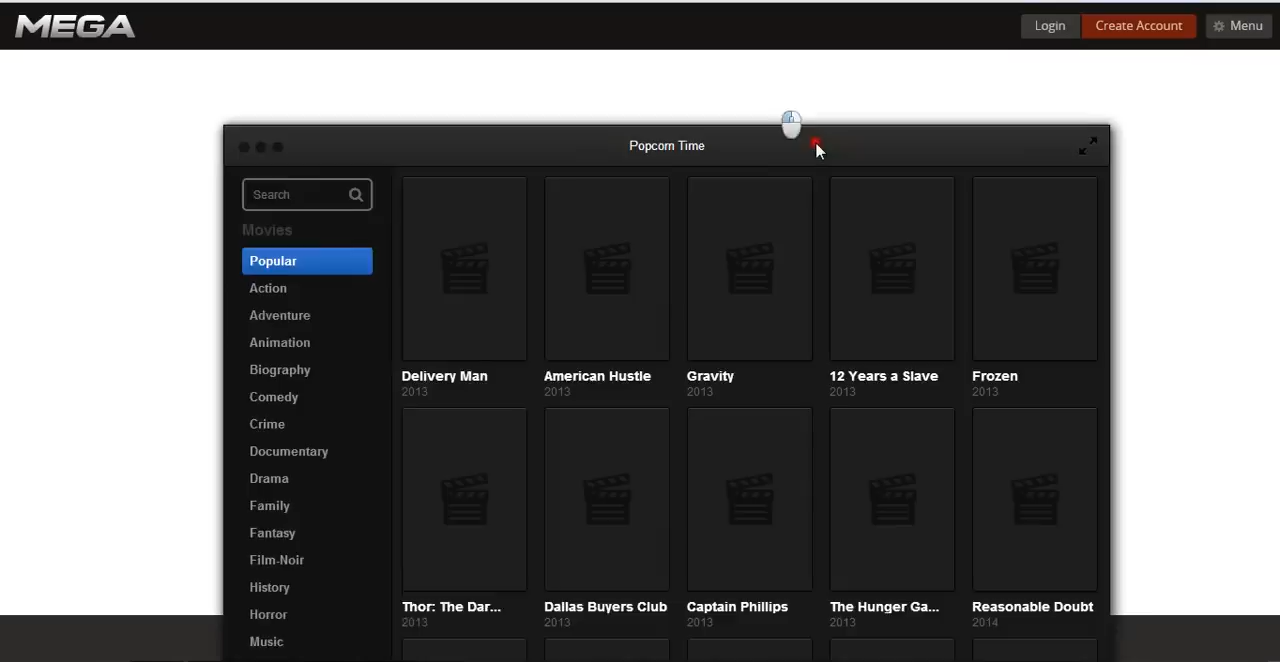 MEGA
Login
Create Account
Menu
Popcorn Time
Search
Movies
Popular
Action
Adventure
Animation
Biography
Comedy
Crime
Documentary
Drama
Family
Fantasy
Film-Noir
History
Horror
Music
Delivery Man
2013
American Hustle
2013
Gravity
2013
12 Years a Slave
2013
Frozen
2013
Thor: The Dar...
2013
Dallas Buyers Club
2013
Captain Phillips
2013
The Hunger Ga...
2013
Reasonable Doubt
2014